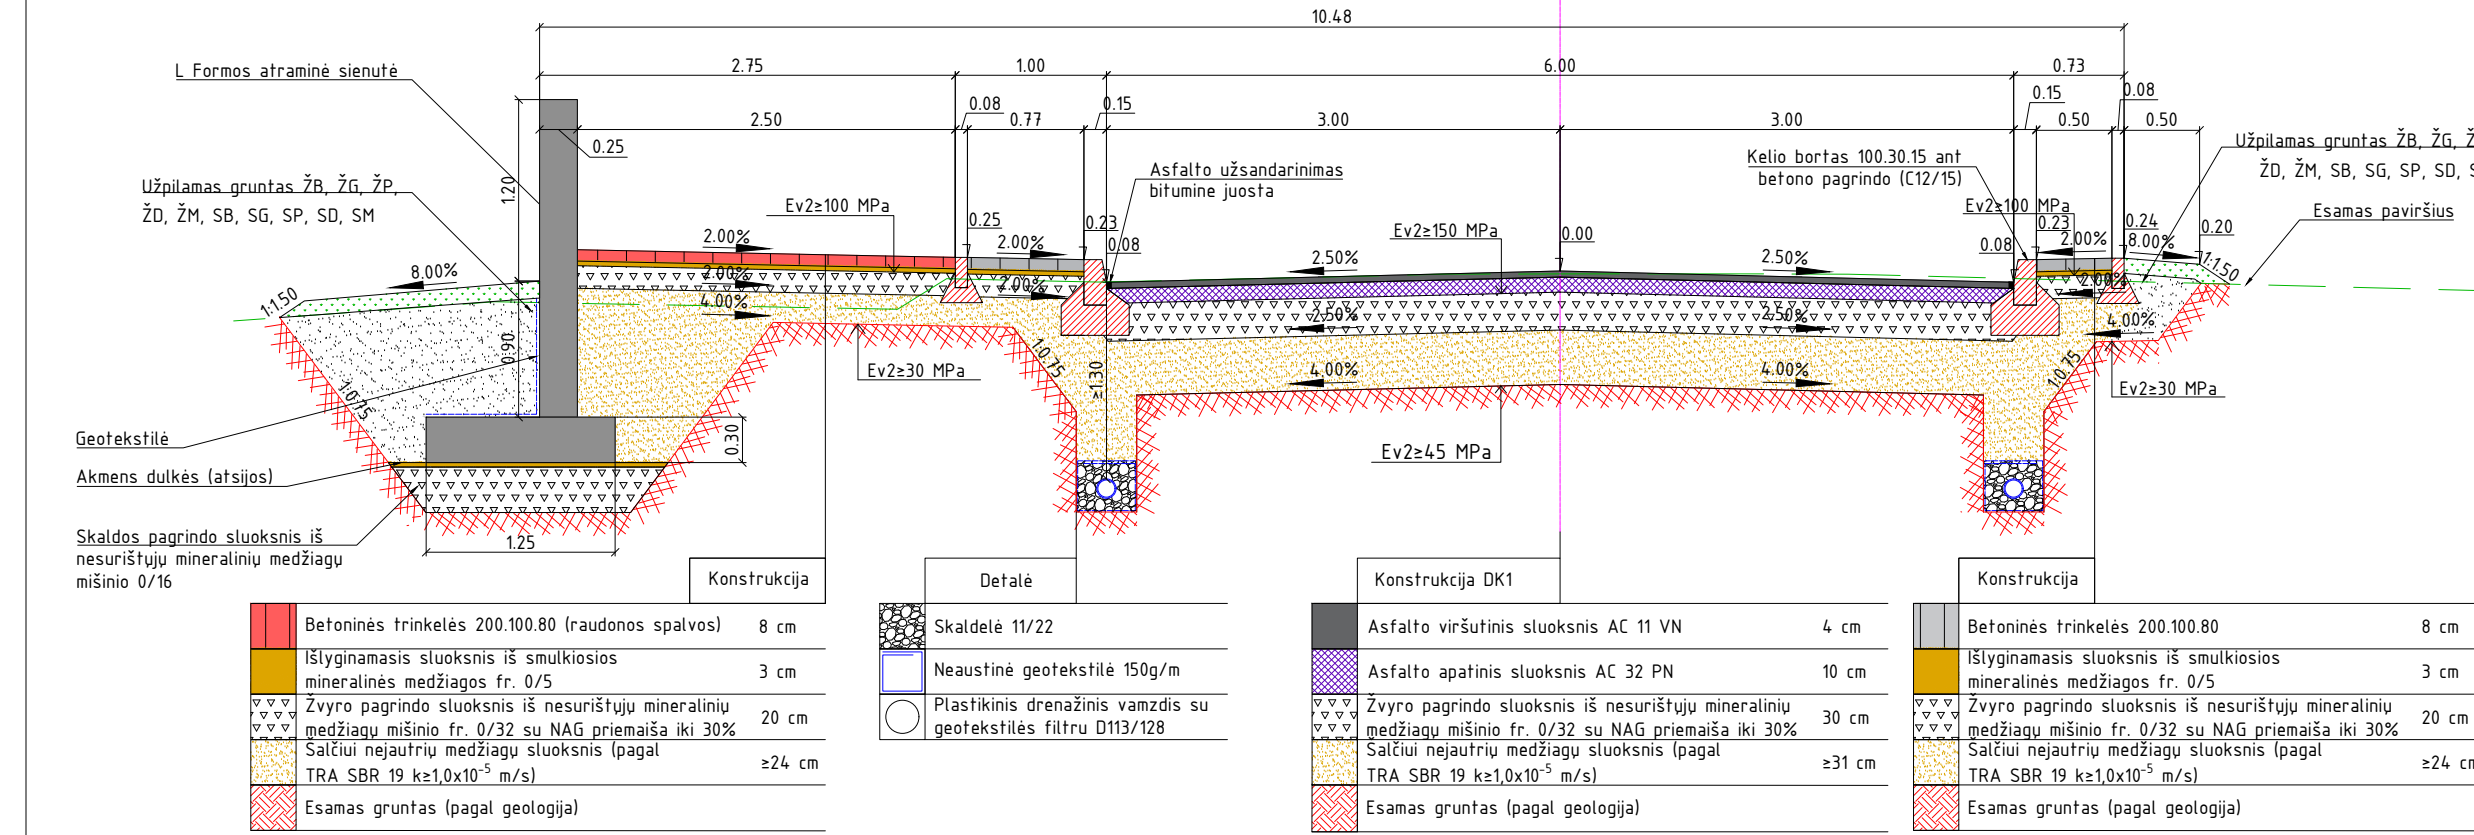 10.48
2.75
1.00
6.00
0.73
L Formos atraminė sienutė
0.08
0.15
0.15
0.08
2.50
0.77
3.00
3.00
0.50
0.50
0.25
1.20
Užpilamas gruntas ŽB, ŽG, ŽP,
ŽD, ŽM, SB, SG, SP, SD, SM
Asfalto užsandarinimas
bitumine juosta
Kelio bortas 100.30.15 ant
betono pagrindo (C12/15)
Užpilamas gruntas ŽB, ŽG,
ŽD, ŽM, SB, SG, SP, SD,
Esamas paviršius
Ev2≥100 MPa
0.25
0.23
0.08
Ev2≥150 MPa
0.00
0.08
Ev2≥100 MPa
0.23
0.24
0.20
2.00%
2.00%
2.50%
2.50%
2.00%
8.00%
1:1.50
8.00%
1:1.50
2.00%
2.00%
2.00%
4.00%
2.50%
2.50%
4.00%
0.90
1:0.75
1:0.75
≥1.30
4.00%
4.00%
1:0.75
Ev2≥30 MPa
Ev2≥30 MPa
Ev2≥45 MPa
0.30
Geotekstilė
Akmens dulkės (atsijos)
Skaldos pagrindo sluoksnis iš
nesurištųjų mineralinių medžiagų
mišinio 0/16
1.25
Konstrukcija
Betoninės trinkelės 200.100.80 (raudonos spalvos) 8 cm
Išlyginamasis sluoksnis iš smulkiosios
mineralinės medžiagos fr. 0/5 3 cm
Žvyro pagrindo sluoksnis iš nesurištųjų mineralinių
medžiagų mišinio fr. 0/32 su NAG priemaiša iki 30% 20 cm
Šalčiui nejautrių medžiagų sluoksnis (pagal
TRA SBR 19 k≥1,0x10⁻⁵ m/s) ≥24 cm
Esamas gruntas (pagal geologija)
Detalė
Skaldelė 11/22
Neaustinė geotekstilė 150g/m
Plastikinis drenažinis vamzdis su
geotekstilės filtru D113/128
Konstrukcija DK1
Asfalto viršutinis sluoksnis AC 11 VN 4 cm
Asfalto apatinis sluoksnis AC 32 PN 10 cm
Žvyro pagrindo sluoksnis iš nesurištųjų mineralinių
medžiagų mišinio fr. 0/32 su NAG priemaiša iki 30% 30 cm
Šalčiui nejautrių medžiagų sluoksnis (pagal
TRA SBR 19 k≥1,0x10⁻⁵ m/s) ≥31 cm
Esamas gruntas (pagal geologija)
Konstrukcija
Betoninės trinkelės 200.100.80 8 cm
Išlyginamasis sluoksnis iš smulkiosios
mineralinės medžiagos fr. 0/5 3 cm
Žvyro pagrindo sluoksnis iš nesurištųjų mineralinių
medžiagų mišinio fr. 0/32 su NAG priemaiša iki 30% 20 cm
Šalčiui nejautrių medžiagų sluoksnis (pagal
TRA SBR 19 k≥1,0x10⁻⁵ m/s) ≥24 cm
Esamas gruntas (pagal geologija)